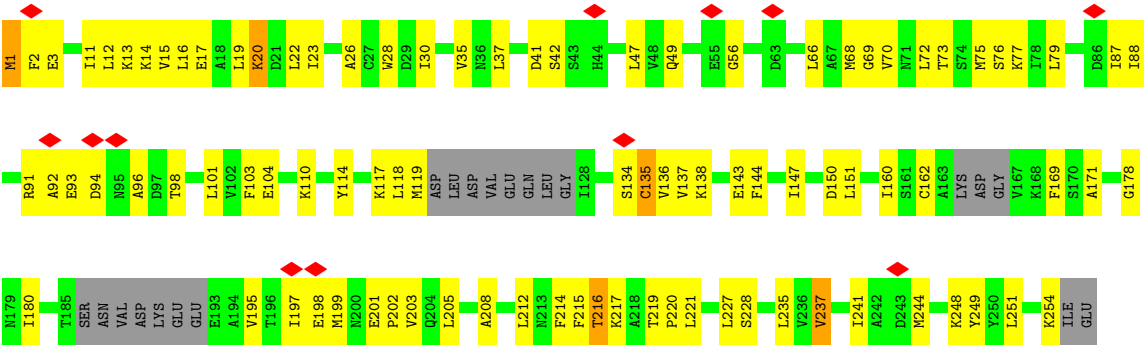 M1 F2 E3 I11 L12 K13 K14 V15 L16 E17 A18 L19 K20 D21 L22 I23 A26 C27 W28 D29 I30 V35 N36 L37 D41 S42 S43 H44 L47 V48 Q49 E55 G56 D63 L66 A67 M68 G69 V70 N71 L72 T73 S74 M75 S76 K77 I78 L79 D86 I87 I88
R91 A92 E93 D94 N95 A96 D97 T98 L101 V102 F103 E104 K110 Y114 K117 L118 M119 ASP LEU ASP VAL GLU GLN LEU GLY I128 S134 C135 V136 V137 K138 E143 F144 I147 D150 L151 I160 S161 C162 A163 LYS ASP GLY V167 K168 F169 S170 A171 G178
N179 I180 T185 SER ASN VAL ASP LYS GLU GLU E193 A194 V195 T196 I197 E198 M199 N200 E201 P202 V203 Q204 L205 A208 L212 N213 F214 F215 T216 K217 A218 T219 P220 L221 L227 S228 L235 V236 V237 I241 A242 D243 M244 K248 Y249 Y250 L251 K254 ILE GLU